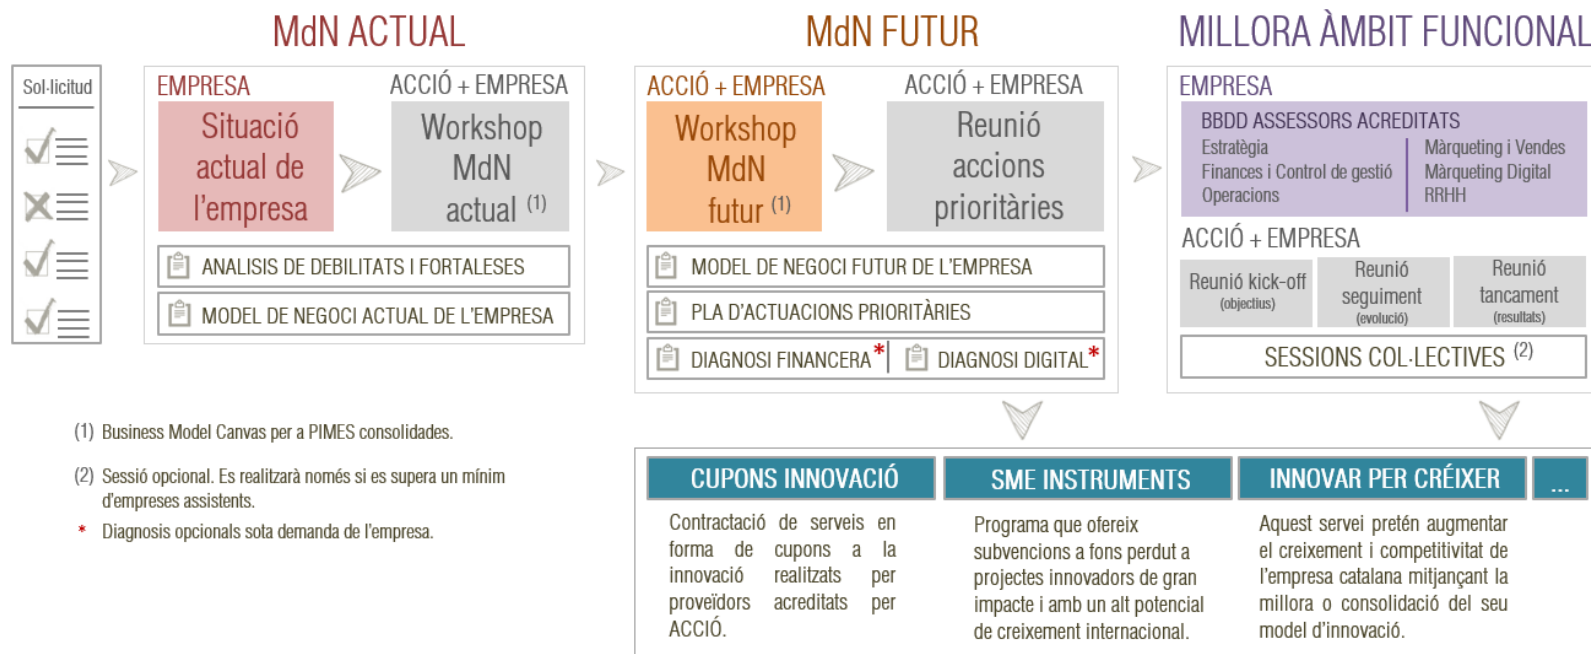 MdN ACTUAL
MdN FUTUR
MILLORA ÀMBIT FUNCIONAL
Sol·licitud
EMPRESA
ACCIÓ + EMPRESA
Situació
actual de
l'empresa
Workshop
MdN
actual (1)
ANALISIS DE DEBILITATS I FORTALESES
MODEL DE NEGOCI ACTUAL DE L'EMPRESA
ACCIÓ + EMPRESA
ACCIÓ + EMPRESA
Workshop
MdN
futur (1)
Reunió
accions
prioritàries
MODEL DE NEGOCI FUTUR DE L'EMPRESA
PLA D'ACTUACIONS PRIORITÀRIES
DIAGNOSI FINANCERA*
DIAGNOSI DIGITAL*
EMPRESA
BBDD ASSESSORS ACREDITATS
Estratègia
Finances i Control de gestió
Operacions
Màrqueting i Vendes
Màrqueting Digital
RRHH
ACCIÓ + EMPRESA
Reunió kick-off
(objectius)
Reunió
seguiment
(evolució)
Reunió
tancament
(resultats)
SESSIONS COL·LECTIVES (2)
(1) Business Model Canvas per a PIMES consolidades.
(2) Sessió opcional. Es realitzarà només si es supera un mínim
d'empreses assistents.
* Diagnosis opcionals sota demanda de l'empresa.
CUPONS INNOVACIÓ
Contractació de serveis en
forma de cupons a la
innovació realitzats per
proveïdors acreditats per
ACCIÓ.
SME INSTRUMENTS
Programa que ofereix
subvencions a fons perdut a
projectes innovadors de gran
impacte i amb un alt potencial
de creixement internacional.
INNOVAR PER CRÉIXER
Aquest servei pretén augmentar
el creixement i competitivitat de
l'empresa catalana mitjançant la
millora o consolidació del seu
model d'innovació.
...